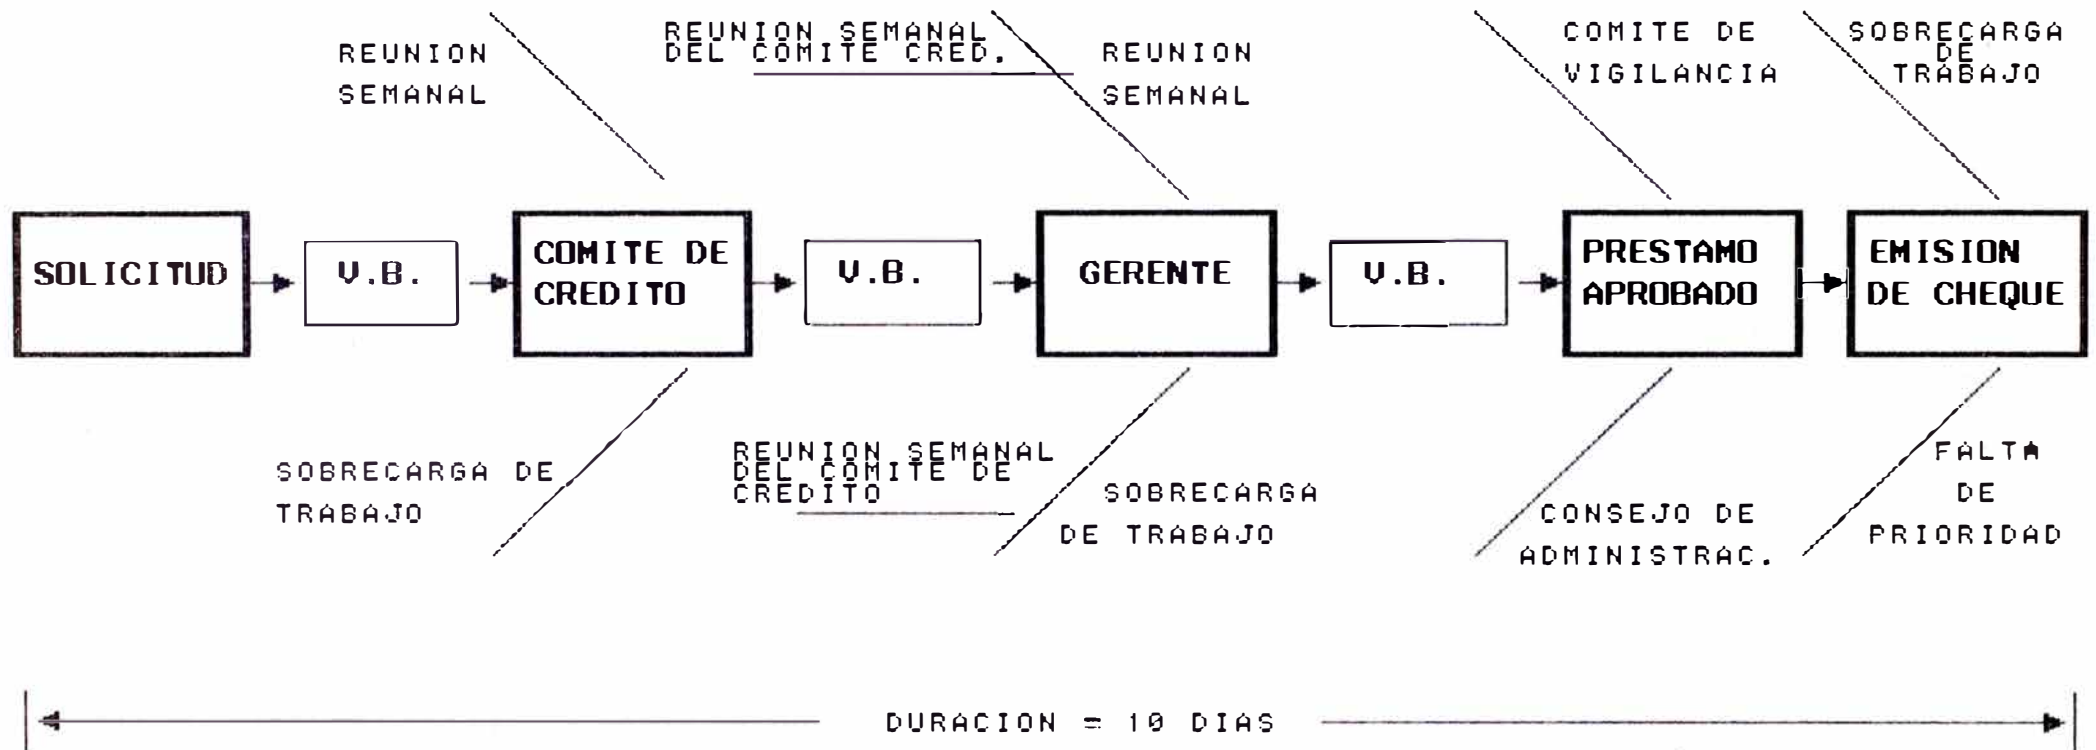 REUNION
SEMANAL
REUNION SEMANAL
DEL COMITE CRED.
REUNION
SEMANAL
COMITE DE
VIGILANCIA
SOBRECARGA
DE
TRABAJO
SOLICITUD
V.B.
COMITE DE
CREDITO
V.B.
GERENTE
V.B.
PRESTAMO
APROBADO
EMISION
DE CHEQUE
SOBRECARGA DE
TRABAJO
REUNION SEMANAL
DEL COMITE DE
CREDITO
SOBRECARGA
DE TRABAJO
CONSEJO DE
ADMINISTRAC.
FALTA
DE
PRIORIDAD
DURACION = 10 DIAS